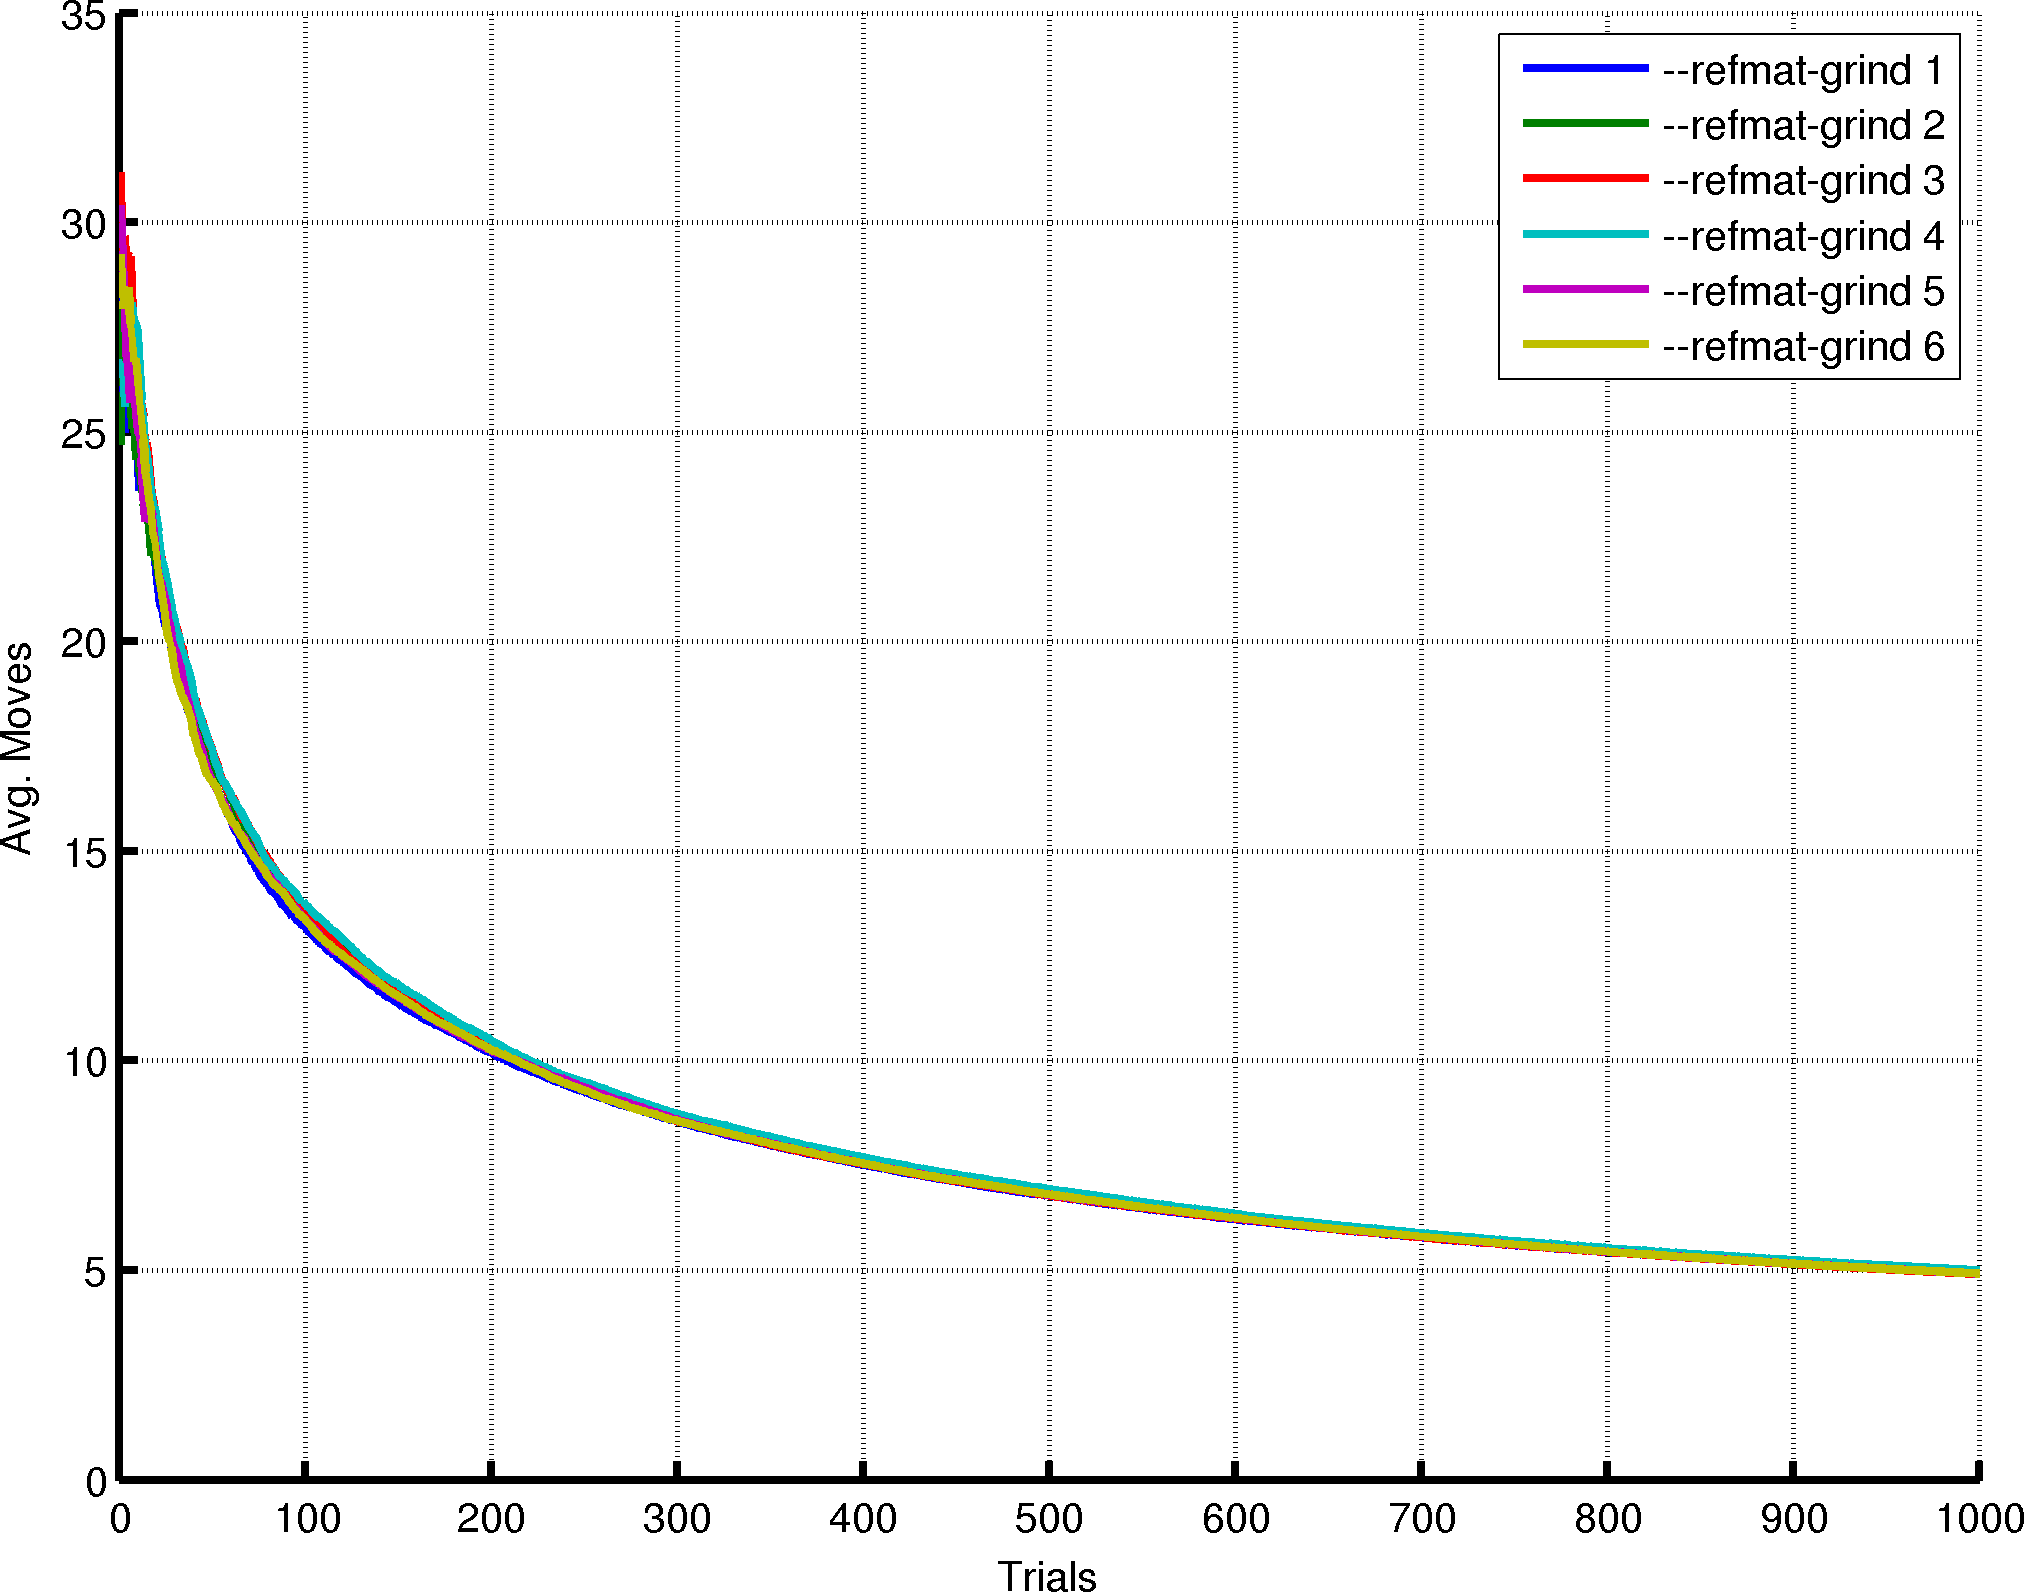 35
30
25
20
15
10
5
0
Avg. Moves
--refmat-grind 1
--refmat-grind 2
--refmat-grind 3
--refmat-grind 4
--refmat-grind 5
--refmat-grind 6
0 100 200 300 400 500 600 700 800 900 1000
Trials